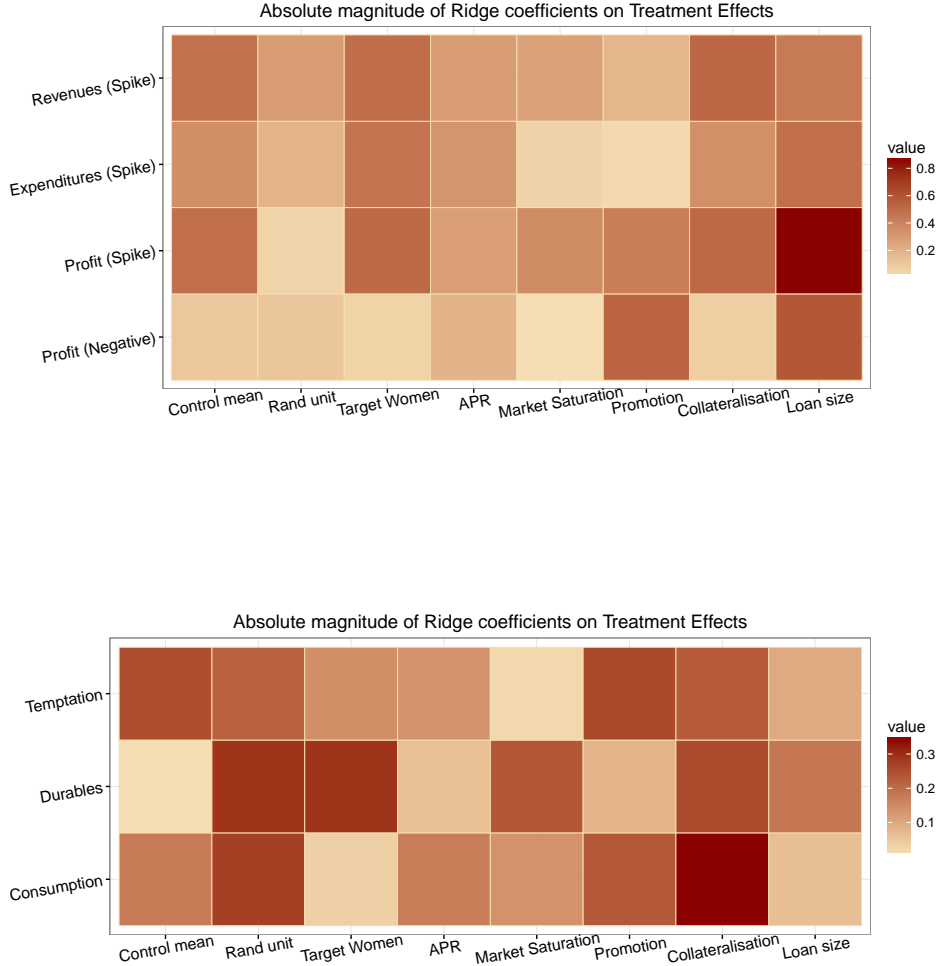 Absolute magnitude of Ridge coefficients on Treatment Effects
Revenues (Spike)
Expenditures (Spike)
Profit (Spike)
Profit (Negative)
value
0.8
0.6
0.4
0.2
Control mean Rand unit Target Women APR Market Saturation Promotion Collateralisation Loan size
Absolute magnitude of Ridge coefficients on Treatment Effects
Temptation
Durables
Consumption
value
0.3
0.2
0.1
Control mean Rand unit Target Women APR Market Saturation Promotion Collateralisation Loan size